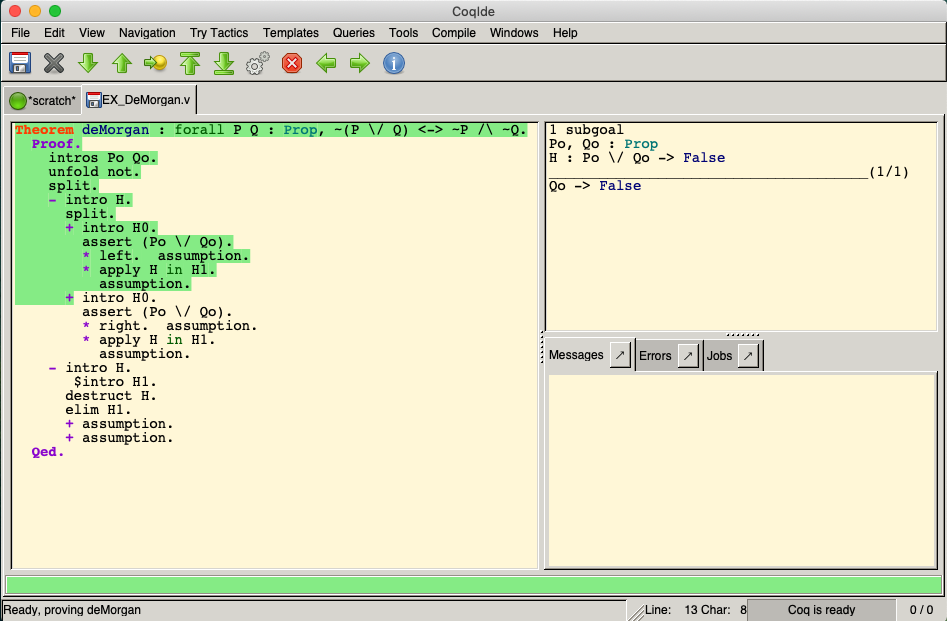 CoqIde
File Edit View Navigation Try Tactics Templates Queries Tools Compile Windows Help
*scratch* EX_DeMorgan.v
Theorem deMorgan : forall P Q : Prop, ~(P \/ Q) <-> ~P /\ ~Q.
Proof.
intros Po Qo.
unfold not.
split.
- intro H.
split.
+ intro H0.
assert (Po \/ Qo).
* left.  assumption.
* apply H in H1.
assumption.
+ intro H0.
assert (Po \/ Qo).
* right.  assumption.
* apply H in H1.
assumption.
- intro H.
$intro H1.
destruct H.
elim H1.
+ assumption.
+ assumption.
Qed.
1 subgoal
Po, Qo : Prop
H : Po \/ Qo -> False
______________________________________(1/1)
Qo -> False
Messages Errors Jobs
Ready, proving deMorgan
Line: 13 Char: 8
Coq is ready
0 / 0